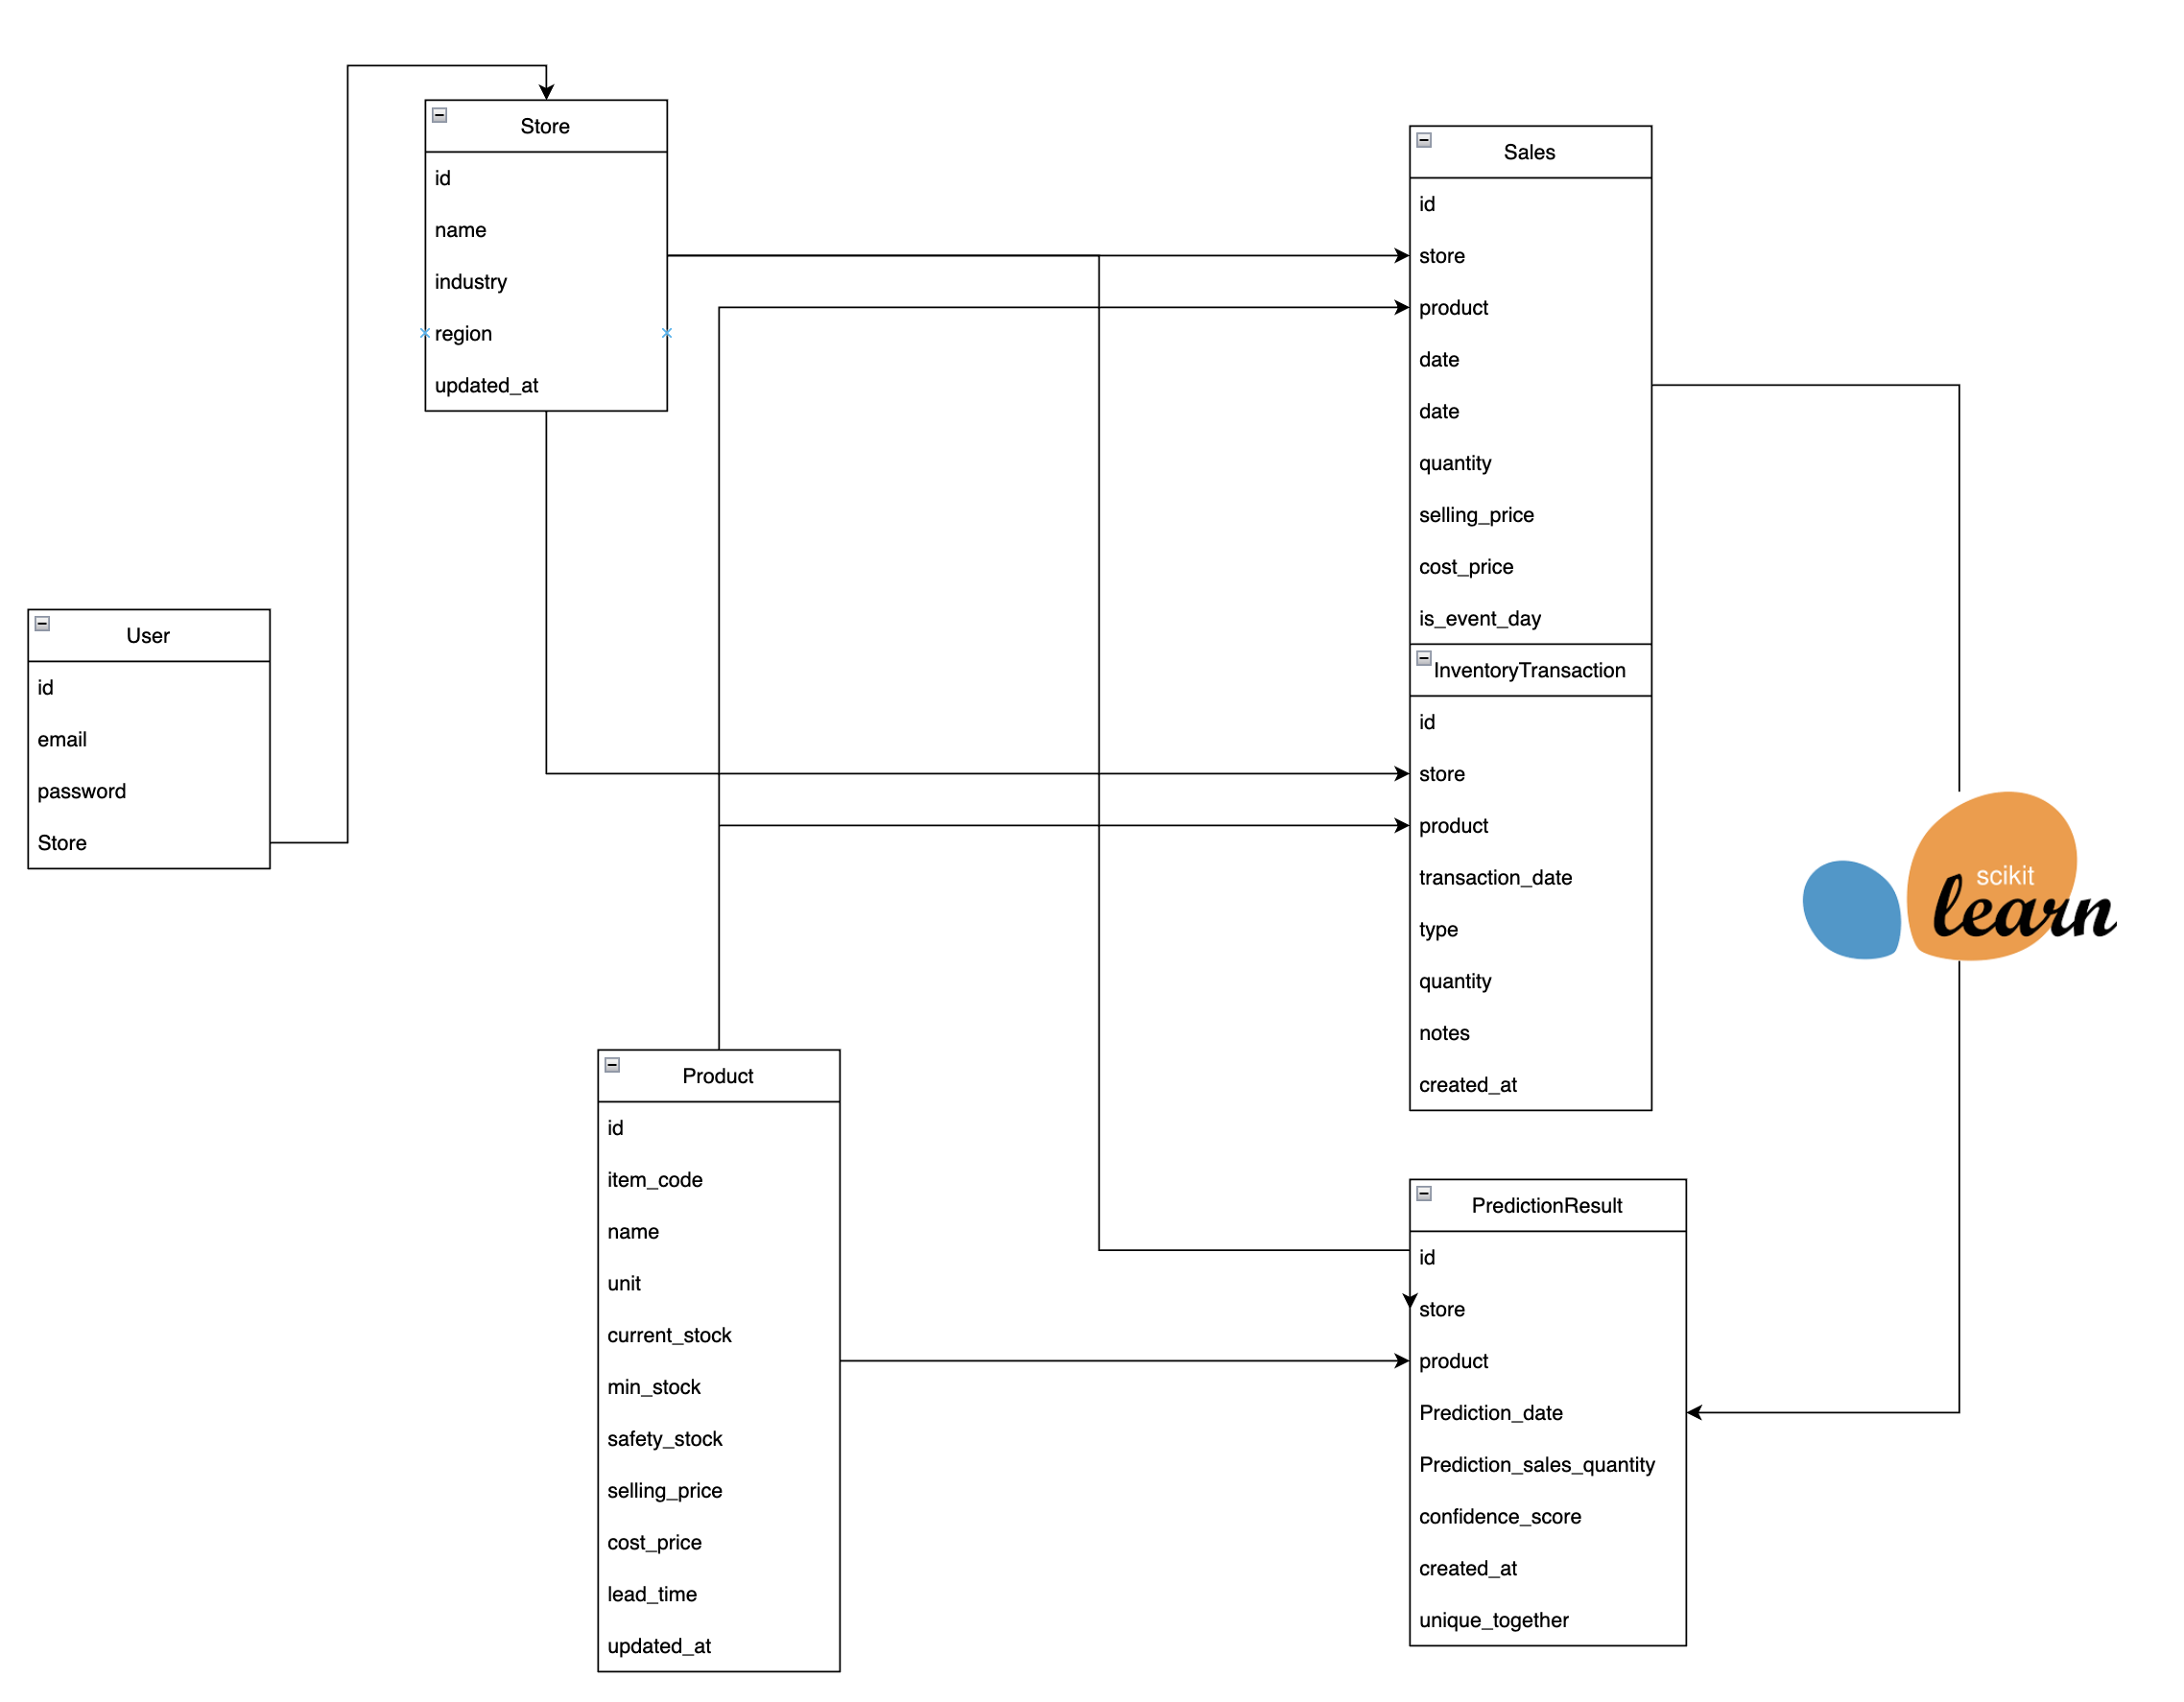 Store
id
name
industry
region
updated_at
Sales
id
store
product
date
date
quantity
selling_price
cost_price
is_event_day
User
id
email
password
Store
InventoryTransaction
id
store
product
transaction_date
type
quantity
notes
created_at
scikit
learn
Product
id
item_code
name
unit
current_stock
min_stock
safety_stock
selling_price
cost_price
lead_time
updated_at
PredictionResult
id
store
product
Prediction_date
Prediction_sales_quantity
confidence_score
created_at
unique_together